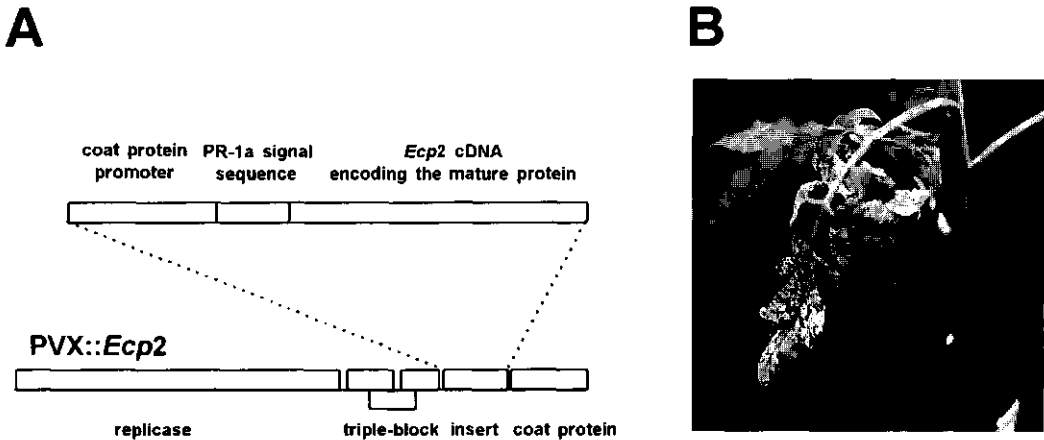 A
B
coat protein promoter
PR-1a signal sequence
Ecp2 cDNA encoding the mature protein
PVX::Ecp2
replicase
triple-block
insert
coat protein